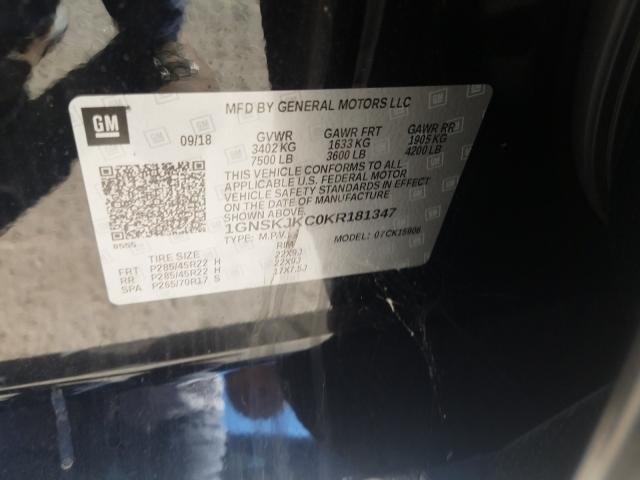 GM
MFD BY GENERAL MOTORS LLC
09/18
GVWR GAWR FRT GAWR RR
3402 KG 1633 KG 1905 KG
7500 LB 3600 LB 4200 LB
THIS VEHICLE CONFORMS TO ALL
APPLICABLE U.S. FEDERAL MOTOR
VEHICLE SAFETY STANDARDS IN EFFECT
ON THE DATE OF MANUFACTURE
SHOWN ABOVE.
1GNSKJKC0KR181347
TYPE: M.P.V. MODEL: 07CK15906
TIRE SIZE RIM
FRT P285/45R22 H 22X9J
RR P285/45R22 H 22X9J
SPA P265/70R17 S 17X7.5J